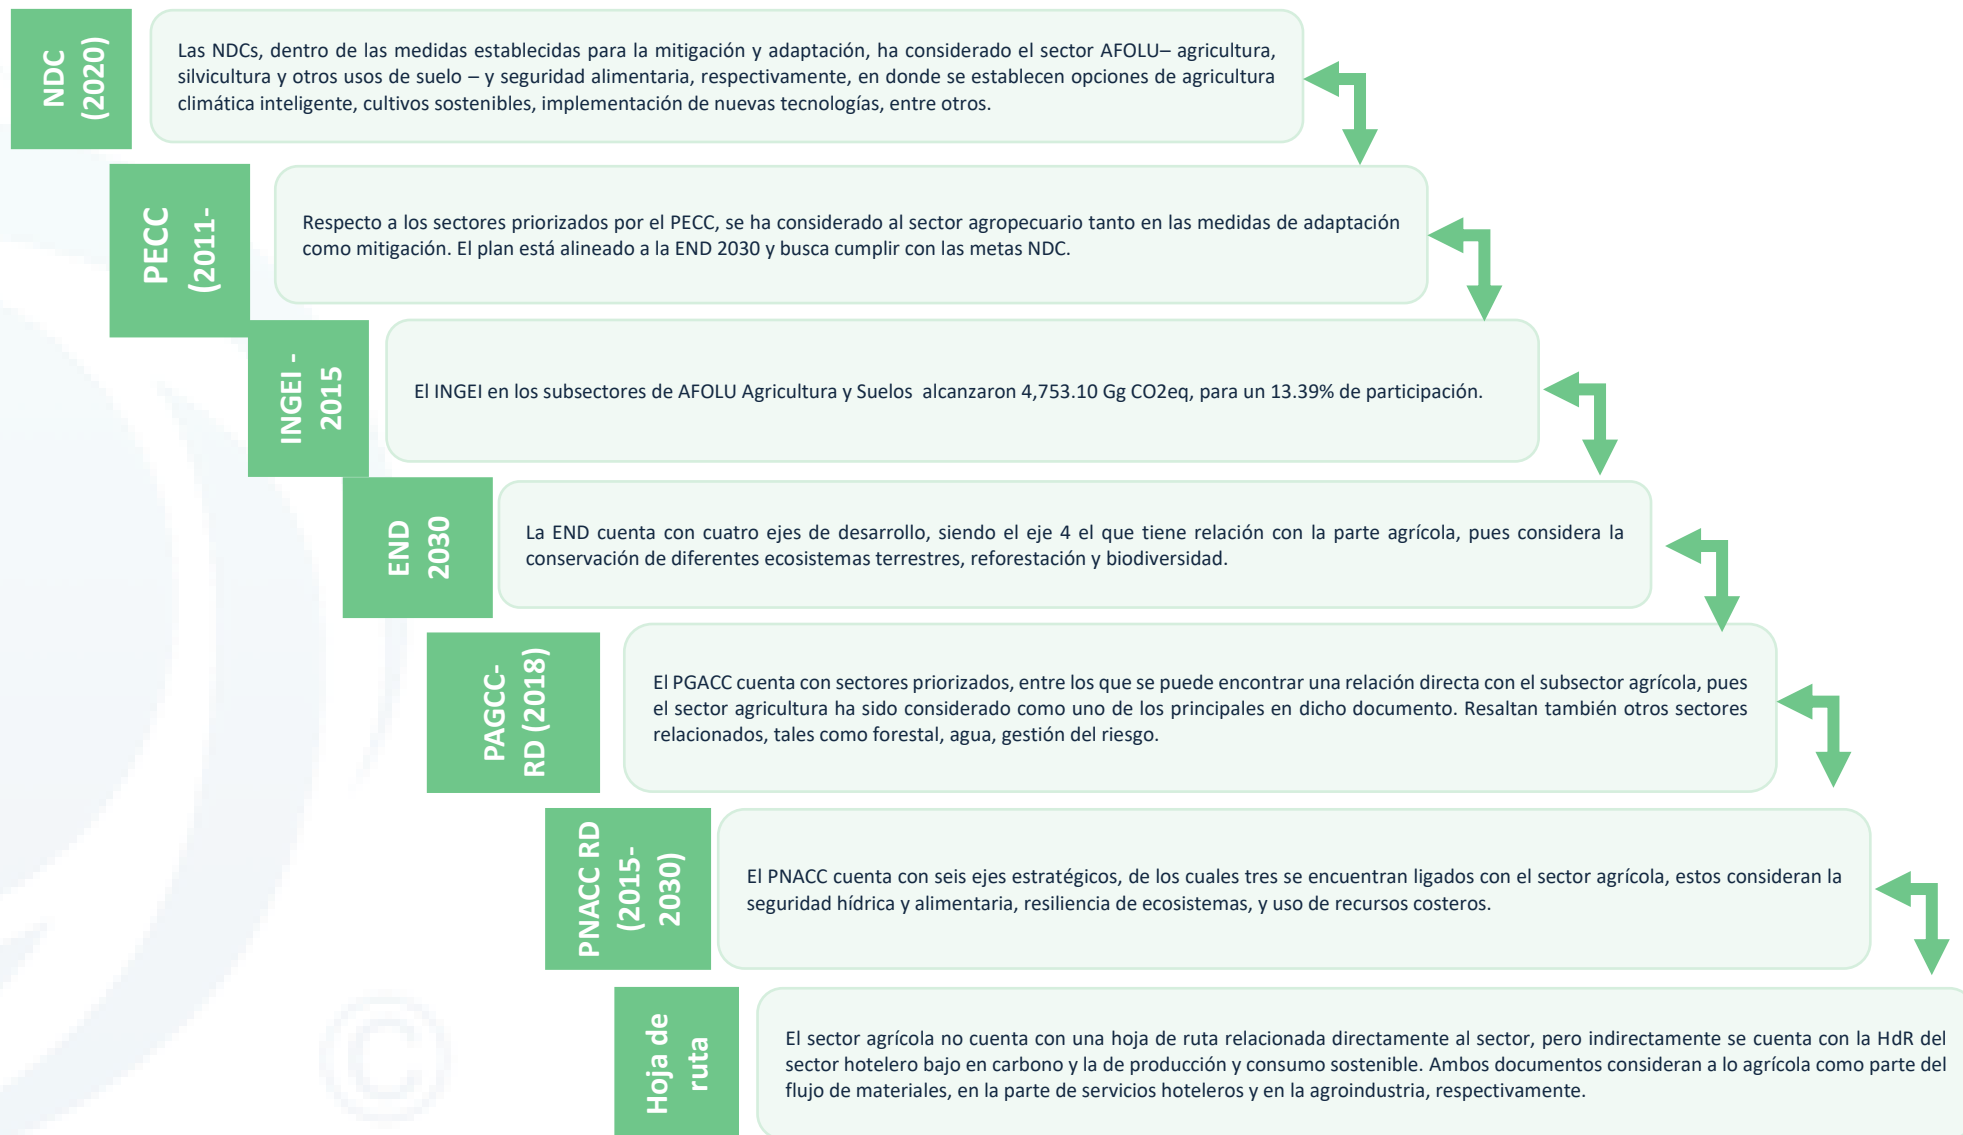 NDC
(2020)
Las NDCs, dentro de las medidas establecidas para la mitigación y adaptación, ha considerado el sector AFOLU– agricultura,
silvicultura y otros usos de suelo – y seguridad alimentaria, respectivamente, en donde se establecen opciones de agricultura
climática inteligente, cultivos sostenibles, implementación de nuevas tecnologías, entre otros.
PECC
(2011-
Respecto a los sectores priorizados por el PECC, se ha considerado al sector agropecuario tanto en las medidas de adaptación
como mitigación. El plan está alineado a la END 2030 y busca cumplir con las metas NDC.
INGEI -
2015
El INGEI en los subsectores de AFOLU Agricultura y Suelos alcanzaron 4,753.10 Gg CO2eq, para un 13.39% de participación.
END
2030
La END cuenta con cuatro ejes de desarrollo, siendo el eje 4 el que tiene relación con la parte agrícola, pues considera la
conservación de diferentes ecosistemas terrestres, reforestación y biodiversidad.
PAGCC-
RD (2018)
El PGACC cuenta con sectores priorizados, entre los que se puede encontrar una relación directa con el subsector agrícola, pues
el sector agricultura ha sido considerado como uno de los principales en dicho documento. Resaltan también otros sectores
relacionados, tales como forestal, agua, gestión del riesgo.
PNACC RD
(2015-
2030)
El PNACC cuenta con seis ejes estratégicos, de los cuales tres se encuentran ligados con el sector agrícola, estos consideran la
seguridad hídrica y alimentaria, resiliencia de ecosistemas, y uso de recursos costeros.
Hoja de
ruta
El sector agrícola no cuenta con una hoja de ruta relacionada directamente al sector, pero indirectamente se cuenta con la HdR del
sector hotelero bajo en carbono y la de producción y consumo sostenible. Ambos documentos consideran a lo agrícola como parte del
flujo de materiales, en la parte de servicios hoteleros y en la agroindustria, respectivamente.
©